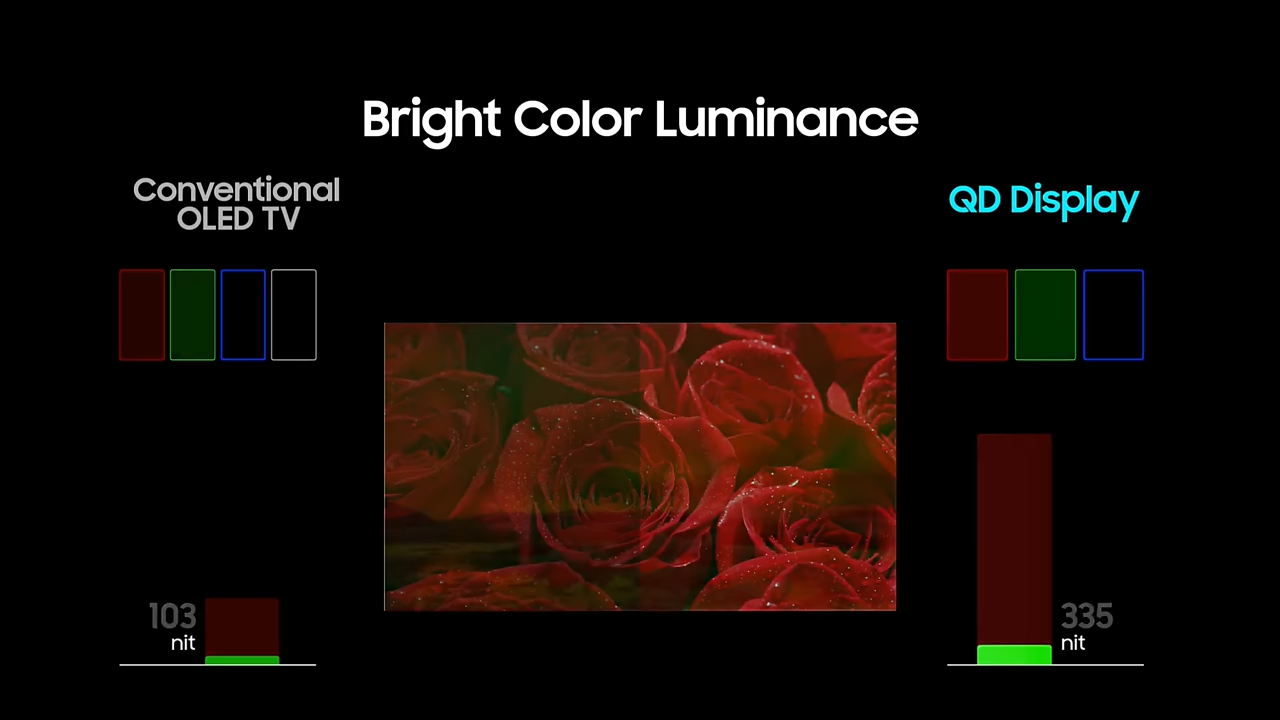 Bright Color Luminance
Conventional
OLED TV
QD Display
103
nit
335
nit